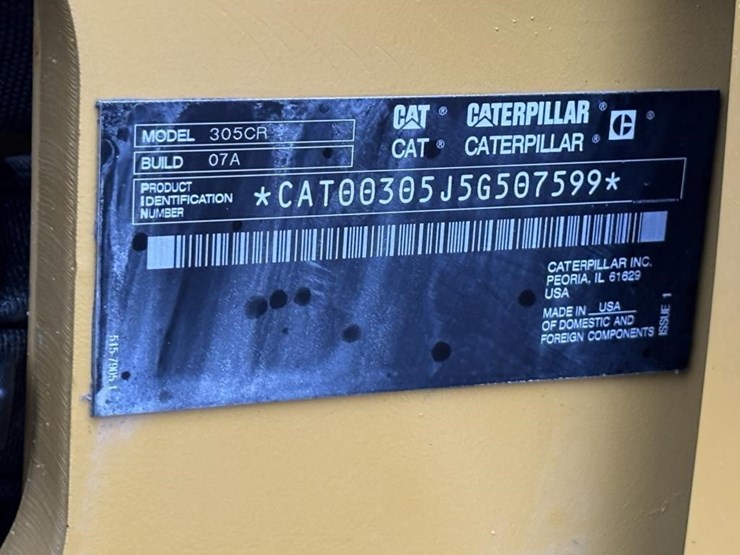 MODEL 305CR
BUILD 07A
CAT ® CATERPILLAR ®
CAT ® CATERPILLAR ® C ®
PRODUCT
IDENTIFICATION
NUMBER
*CAT00305J5G507599*
CATERPILLAR INC.
PEORIA, IL 61629
USA
MADE IN USA
OF DOMESTIC AND
FOREIGN COMPONENTS
ISSUE 1